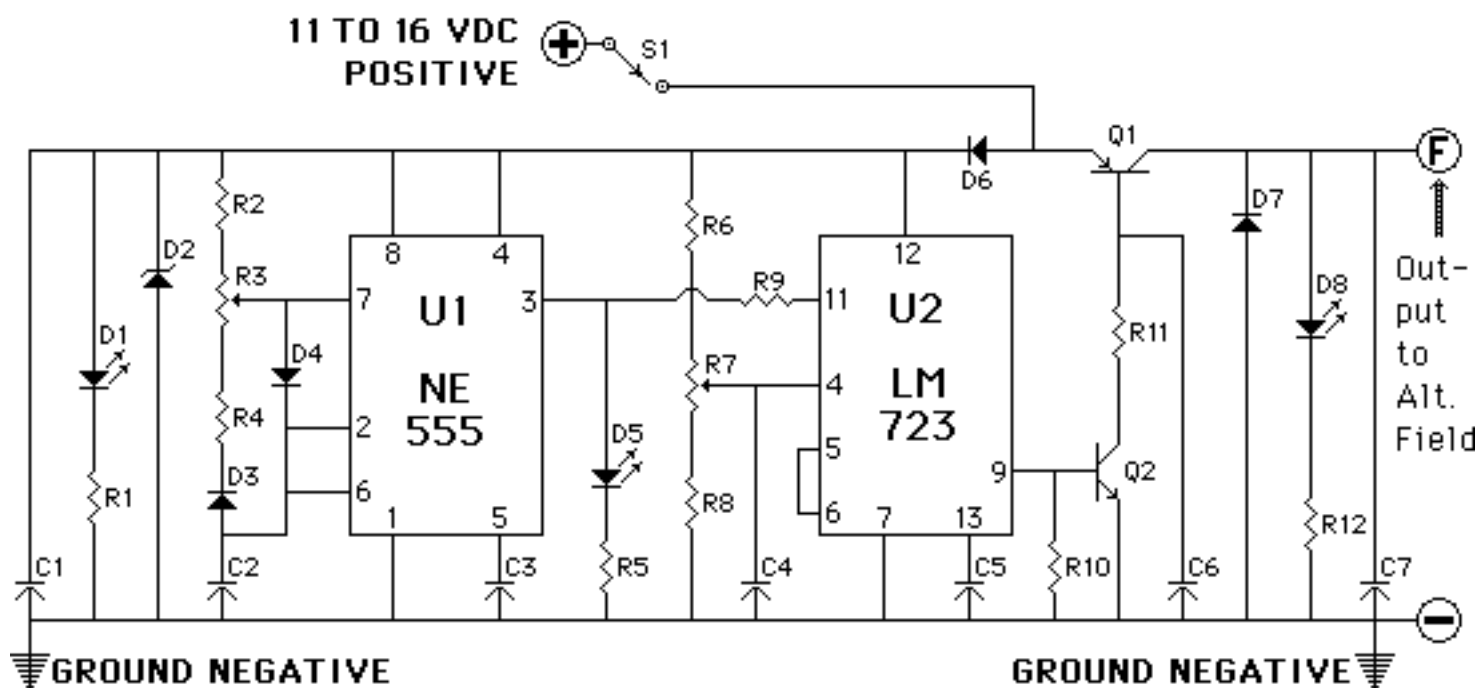 11 TO 16 VDC
POSITIVE
+
S1
Q1
F
D6
R2
D7
D2
8
4
R6
12
Out-
put
to
Alt.
Field
R3
7
U1
3
R9
11
U2
D8
D1
D4
R11
R7
NE
555
4
LM
723
R4
2
D5
5
D3
9
Q2
R1
6
R8
6
1
5
7
13
R12
C1
C2
C3
R5
C4
C5
R10
C6
C7
−
GROUND NEGATIVE
GROUND NEGATIVE